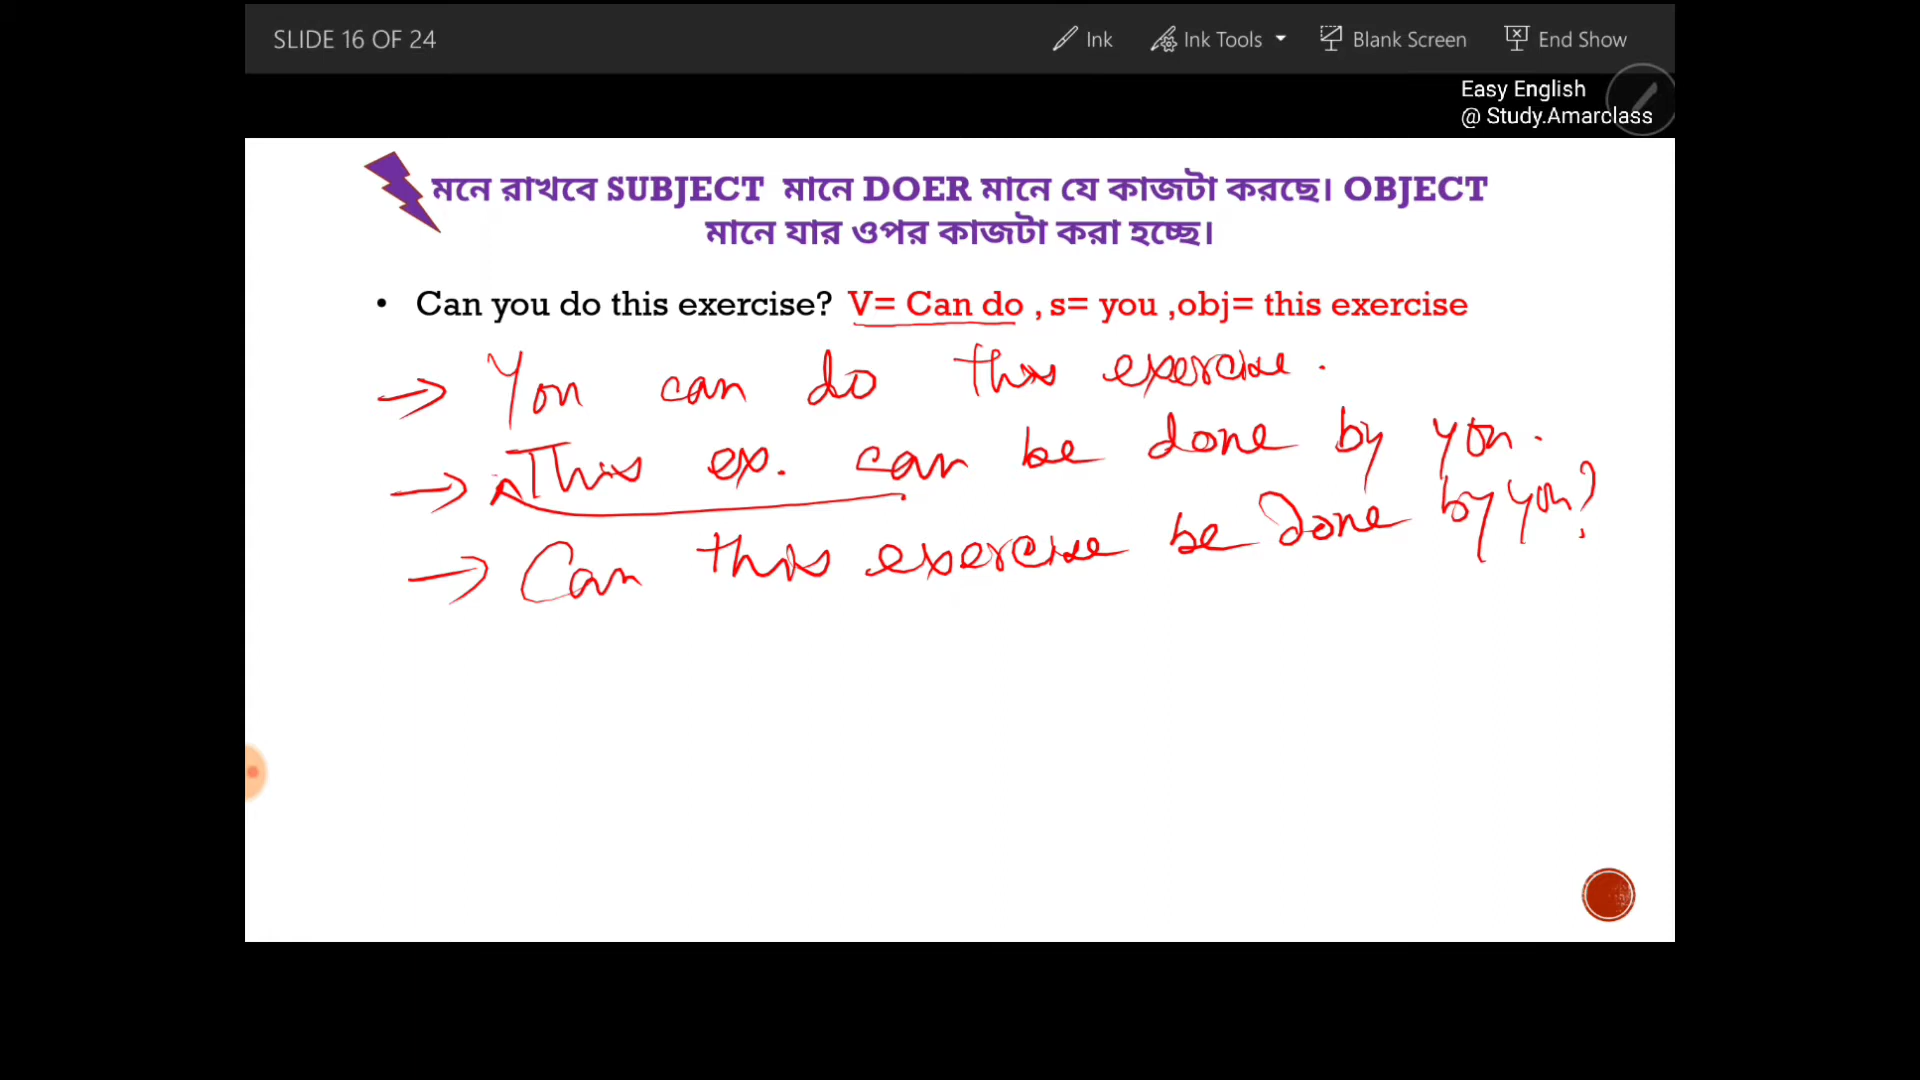 SLIDE 16 OF 24 Ink Ink Tools Blank Screen End Show
Easy English
@ Study.Amarclass
মনে রাখবে SUBJECT মানে DOER মানে যে কাজটা করছে। OBJECT
মানে যার ওপর কাজটা করা হচ্ছে।
• Can you do this exercise? V= Can do , s= you ,obj= this exercise
→ You can do this exercise.
→ This ex. can be done by you.
→ Can this exercise be done by you?